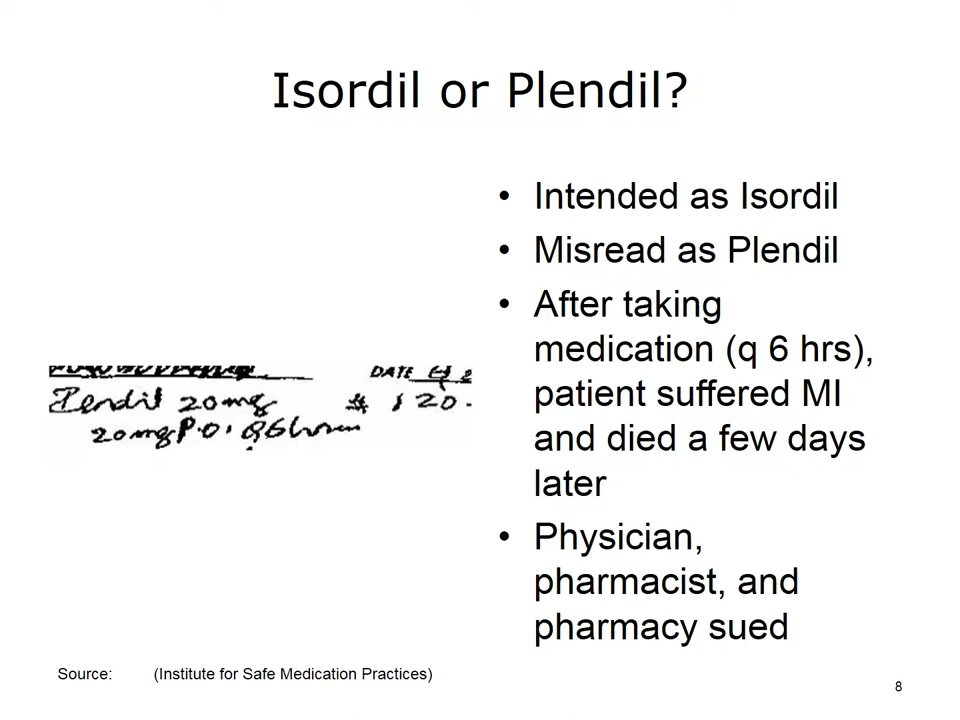 Isordil or Plendil?
• Intended as Isordil
• Misread as Plendil
• After taking
medication (q 6 hrs),
patient suffered MI
and died a few days
later
• Physician,
pharmacist, and
pharmacy sued
DATE
20mg # 120.
20mg P.O. Q6 hours
Source: (Institute for Safe Medication Practices)
8